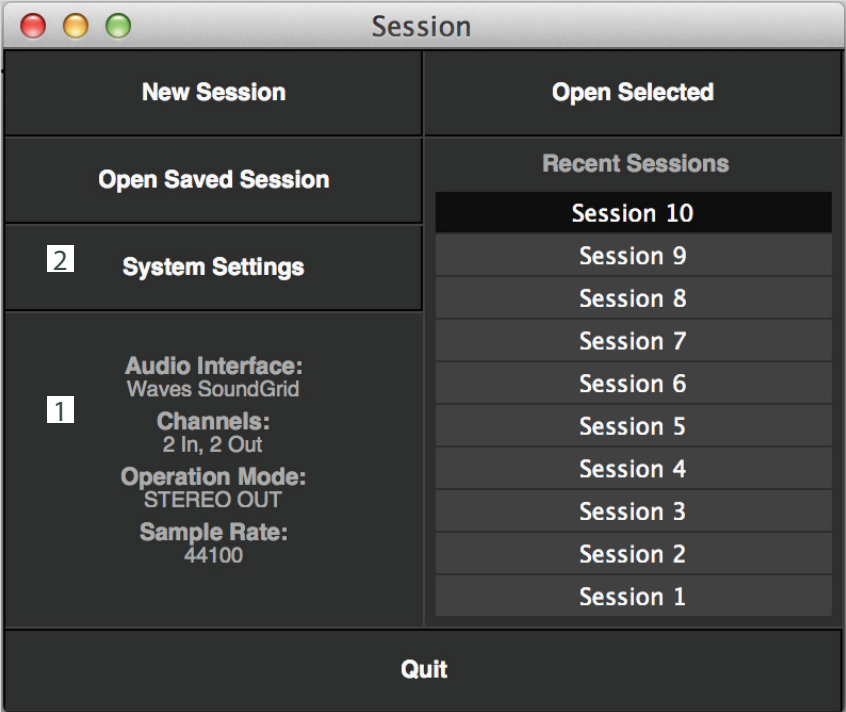 Session
New Session
Open Selected
Open Saved Session
2
System Settings
1
Audio Interface:
Waves SoundGrid
Channels:
2 In, 2 Out
Operation Mode:
STEREO OUT
Sample Rate:
44100
Recent Sessions
Session 10
Session 9
Session 8
Session 7
Session 6
Session 5
Session 4
Session 3
Session 2
Session 1
Quit